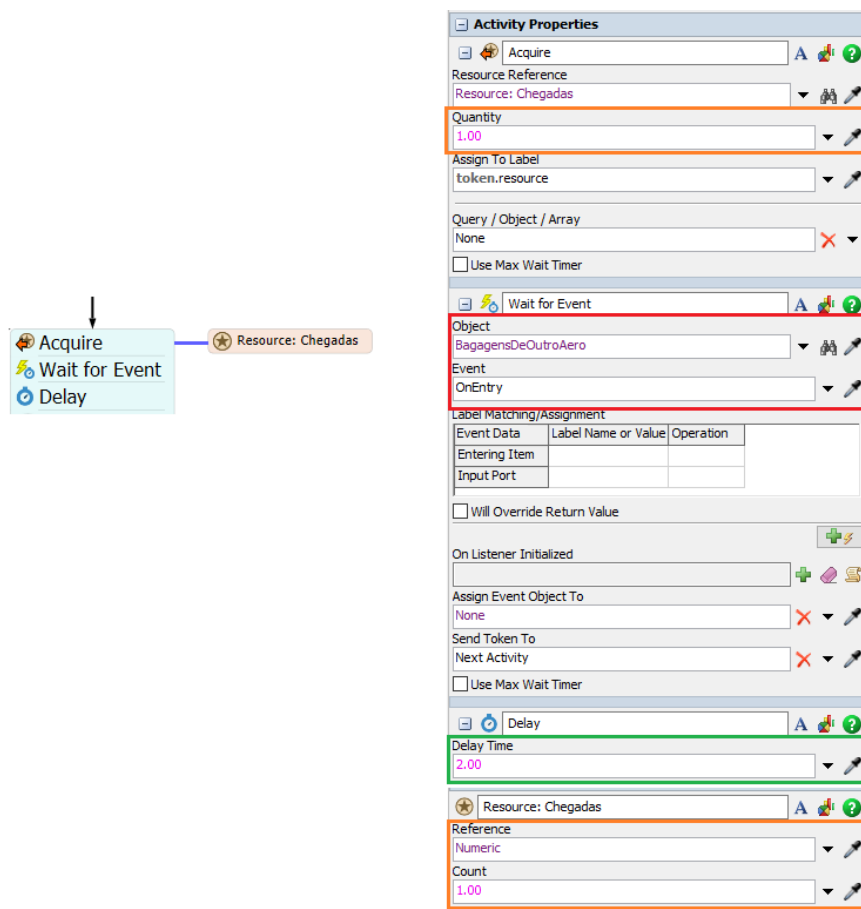 Activity Properties
Acquire
Resource Reference
Resource: Chegadas
Quantity
1.00
Assign To Label
token.resource
Query / Object / Array
None
Use Max Wait Timer
Wait for Event
Object
BagagensDeOutroAero
Event
OnEntry
Label Matching/Assignment
Event Data Label Name or Value Operation
Entering Item
Input Port
Will Override Return Value
On Listener Initialized
Assign Event Object To
None
Send Token To
Next Activity
Use Max Wait Timer
Delay
Delay Time
2.00
Resource: Chegadas
Reference
Numeric
Count
1.00
Acquire
Resource: Chegadas
Wait for Event
Delay